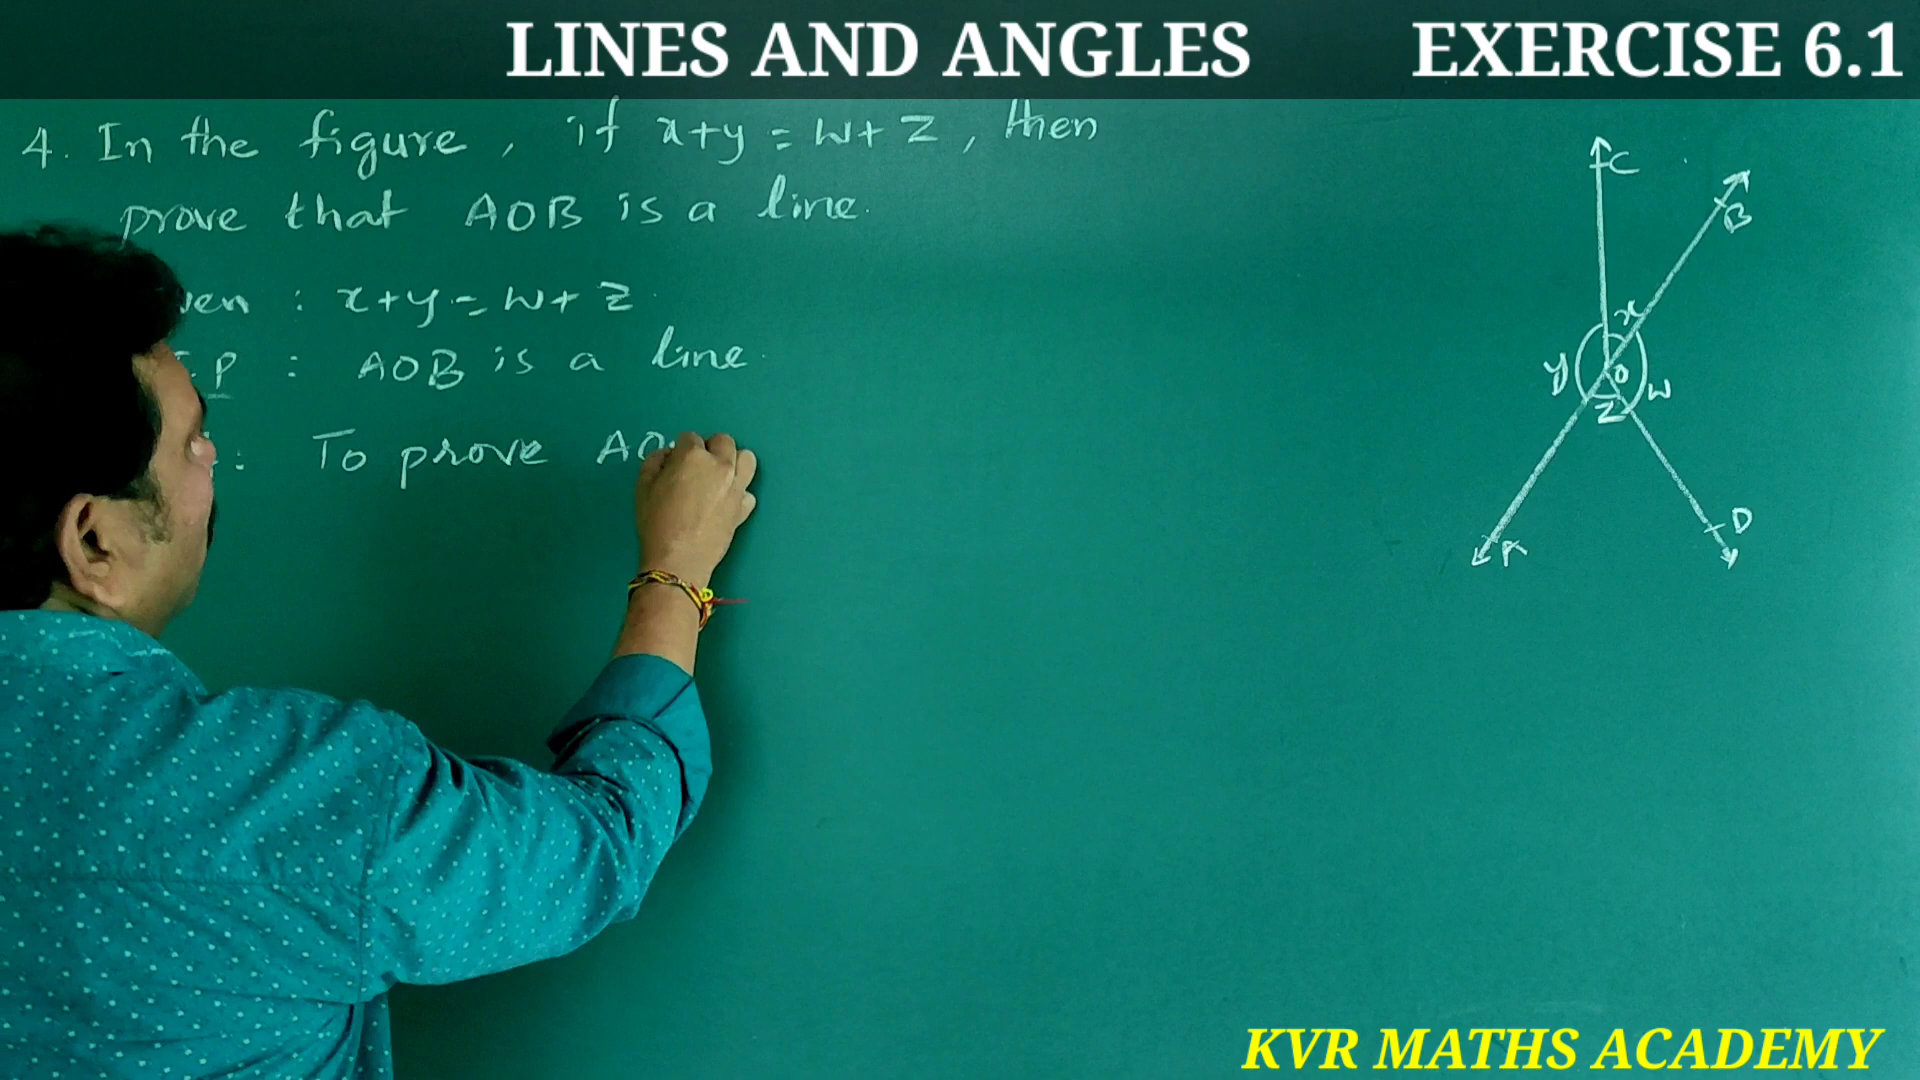 LINES AND ANGLES EXERCISE 6.1
4. In the figure, if x+y = w+z, then
prove that AOB is a line.
: x+y = w+z.
P : AOB is a line.
: To prove AO
C
B
x
y
O
w
z
D
A
KVR MATHS ACADEMY